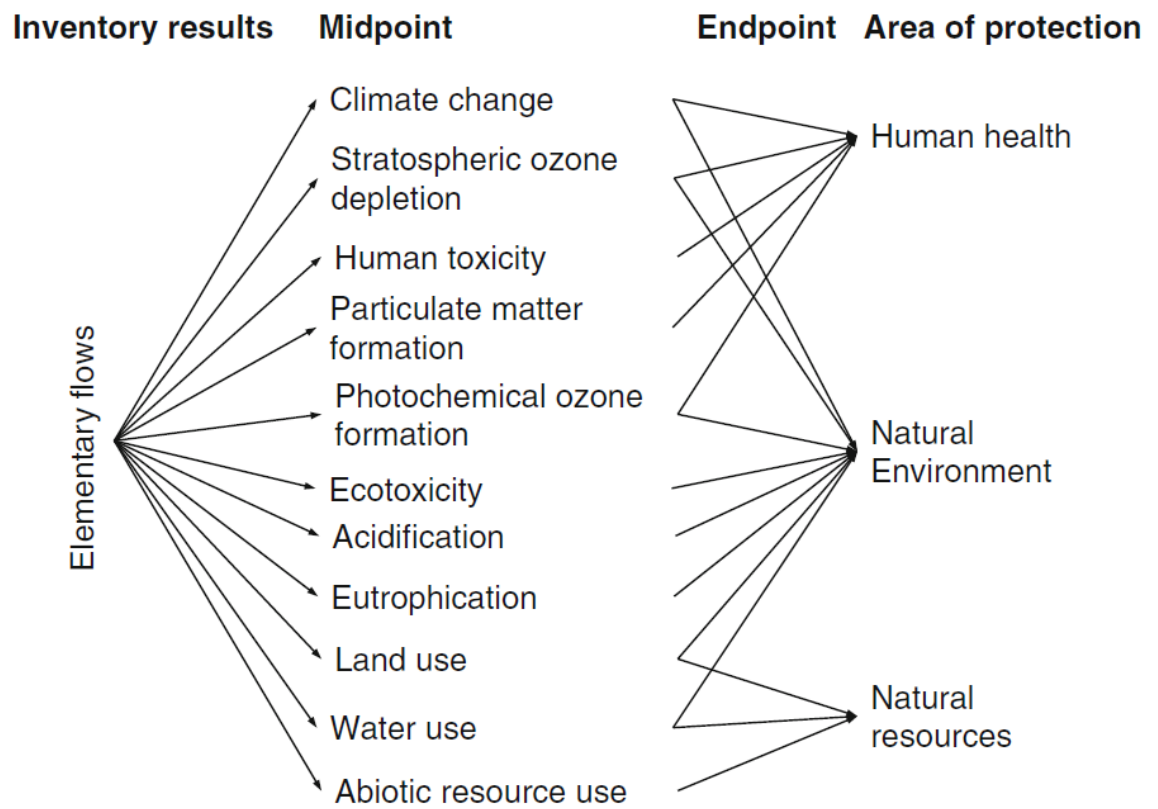 Inventory results Midpoint Endpoint Area of protection
Elementary flows
Climate change
Stratospheric ozone
depletion
Human toxicity
Particulate matter
formation
Photochemical ozone
formation
Ecotoxicity
Acidification
Eutrophication
Land use
Water use
Abiotic resource use
Human health
Natural
Environment
Natural
resources